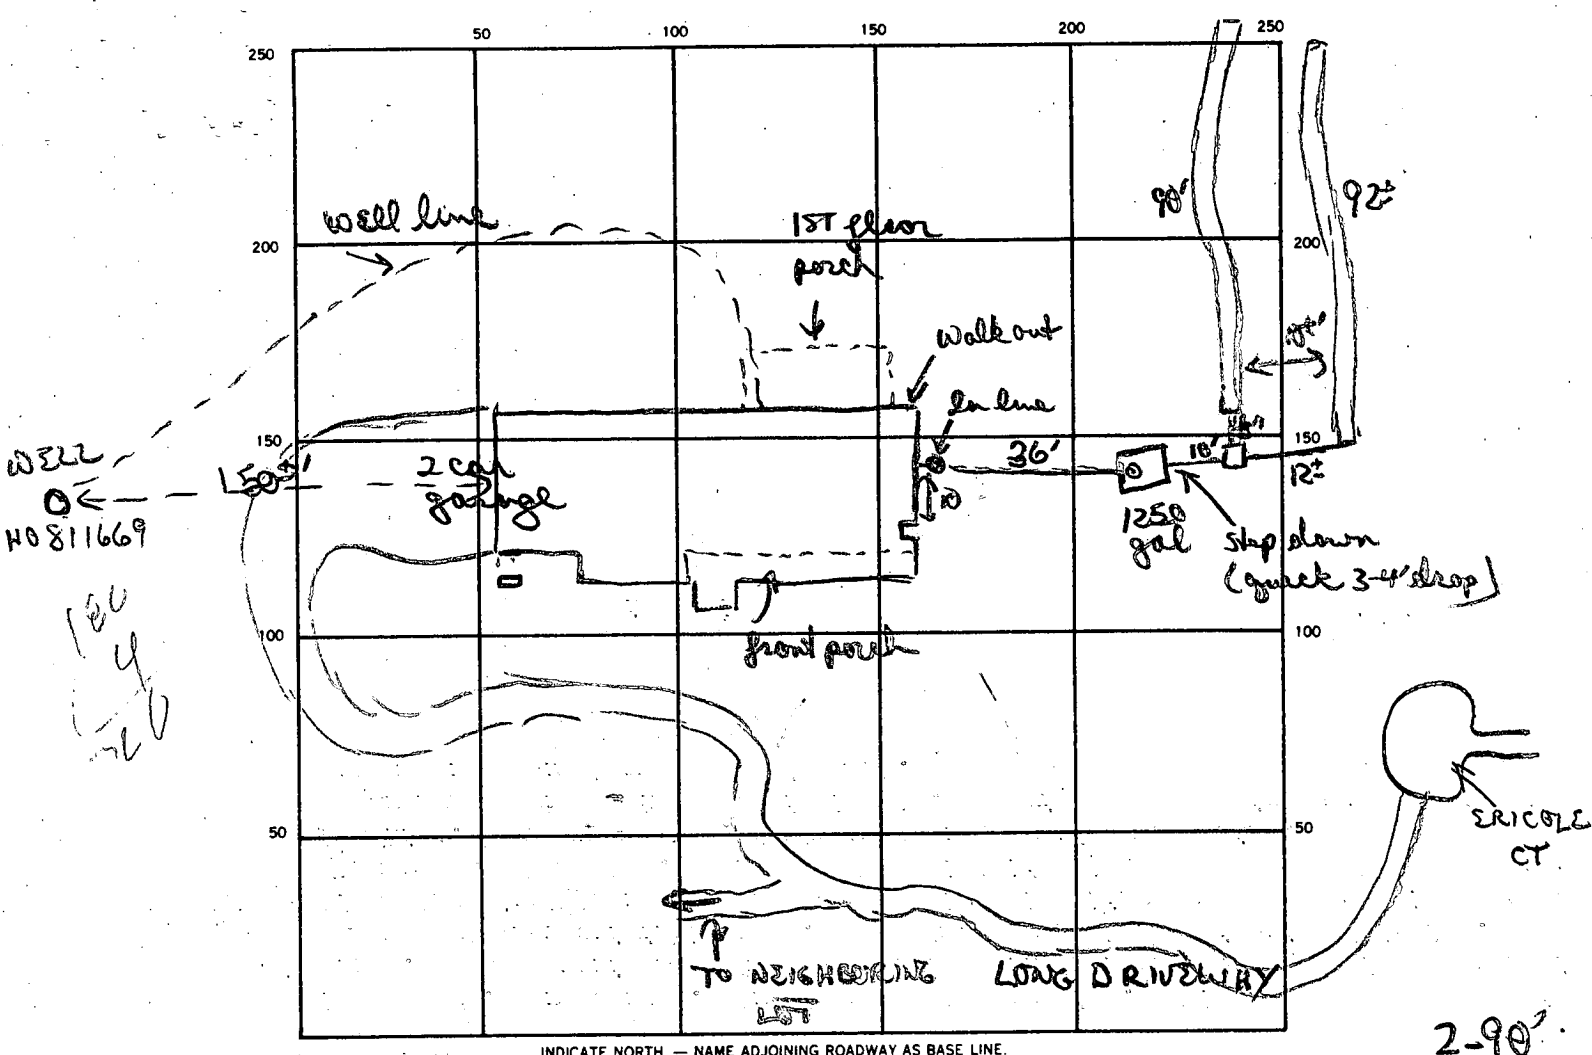 50 100 150 200 250
250
90'
92±
well line
1ST floor
porch
200
200
Walk out
In line
150
150
WELL
150±'
2 car
garage
36'
10'
12±
10
HO811669
1250
gal
step down
(quick 3-4' drop)
100
100
front porch
50
50
ERICOLE
CT
TO NEIGHBORING
LOT
LONG DRIVEWAY
INDICATE NORTH — NAME ADJOINING ROADWAY AS BASE LINE.
2-90'